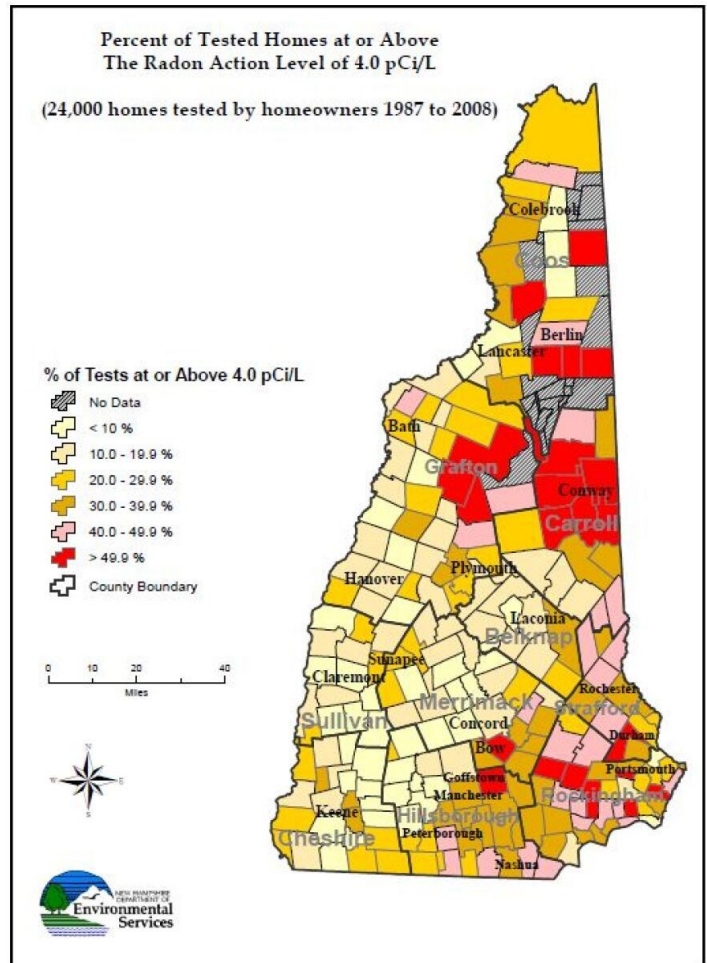 Percent of Tested Homes at or Above
The Radon Action Level of 4.0 pCi/L
(24,000 homes tested by homeowners 1987 to 2008)
Colebrook
Coos
Berlin
Lancaster
% of Tests at or Above 4.0 pCi/L
No Data
< 10 %
10.0 - 19.9 %
20.0 - 29.9 %
30.0 - 39.9 %
40.0 - 49.9 %
> 49.9 %
County Boundary
Bath
Grafton
Conway
Carroll
Plymouth
Hanover
Laconia
Belknap
Sunapee
Claremont
Merrimack
Rochester
Strafford
Sullivan
Concord
Durham
Bow
Portsmouth
Goffstown
Manchester
Rockingham
Keene
Hillsborough
Cheshire
Peterborough
Nashua
0 10 20 40
Miles
N
W E
S
NEW HAMPSHIRE
DEPARTMENT OF
Environmental
Services